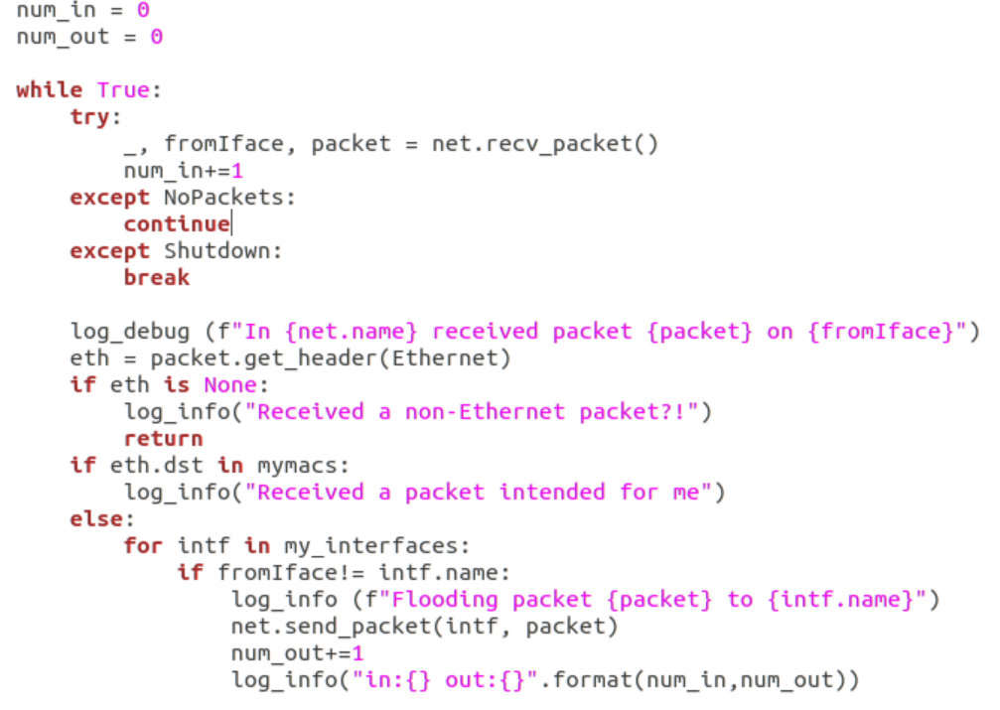 num_in = 0
num_out = 0

while True:
    try:
        _, fromIface, packet = net.recv_packet()
        num_in+=1
    except NoPackets:
        continue
    except Shutdown:
        break

    log_debug (f"In {net.name} received packet {packet} on {fromIface}")
    eth = packet.get_header(Ethernet)
    if eth is None:
        log_info("Received a non-Ethernet packet?!")
        return
    if eth.dst in mymacs:
        log_info("Received a packet intended for me")
    else:
        for intf in my_interfaces:
            if fromIface!= intf.name:
                log_info (f"Flooding packet {packet} to {intf.name}")
                net.send_packet(intf, packet)
                num_out+=1
                log_info("in:{} out:{}".format(num_in,num_out))